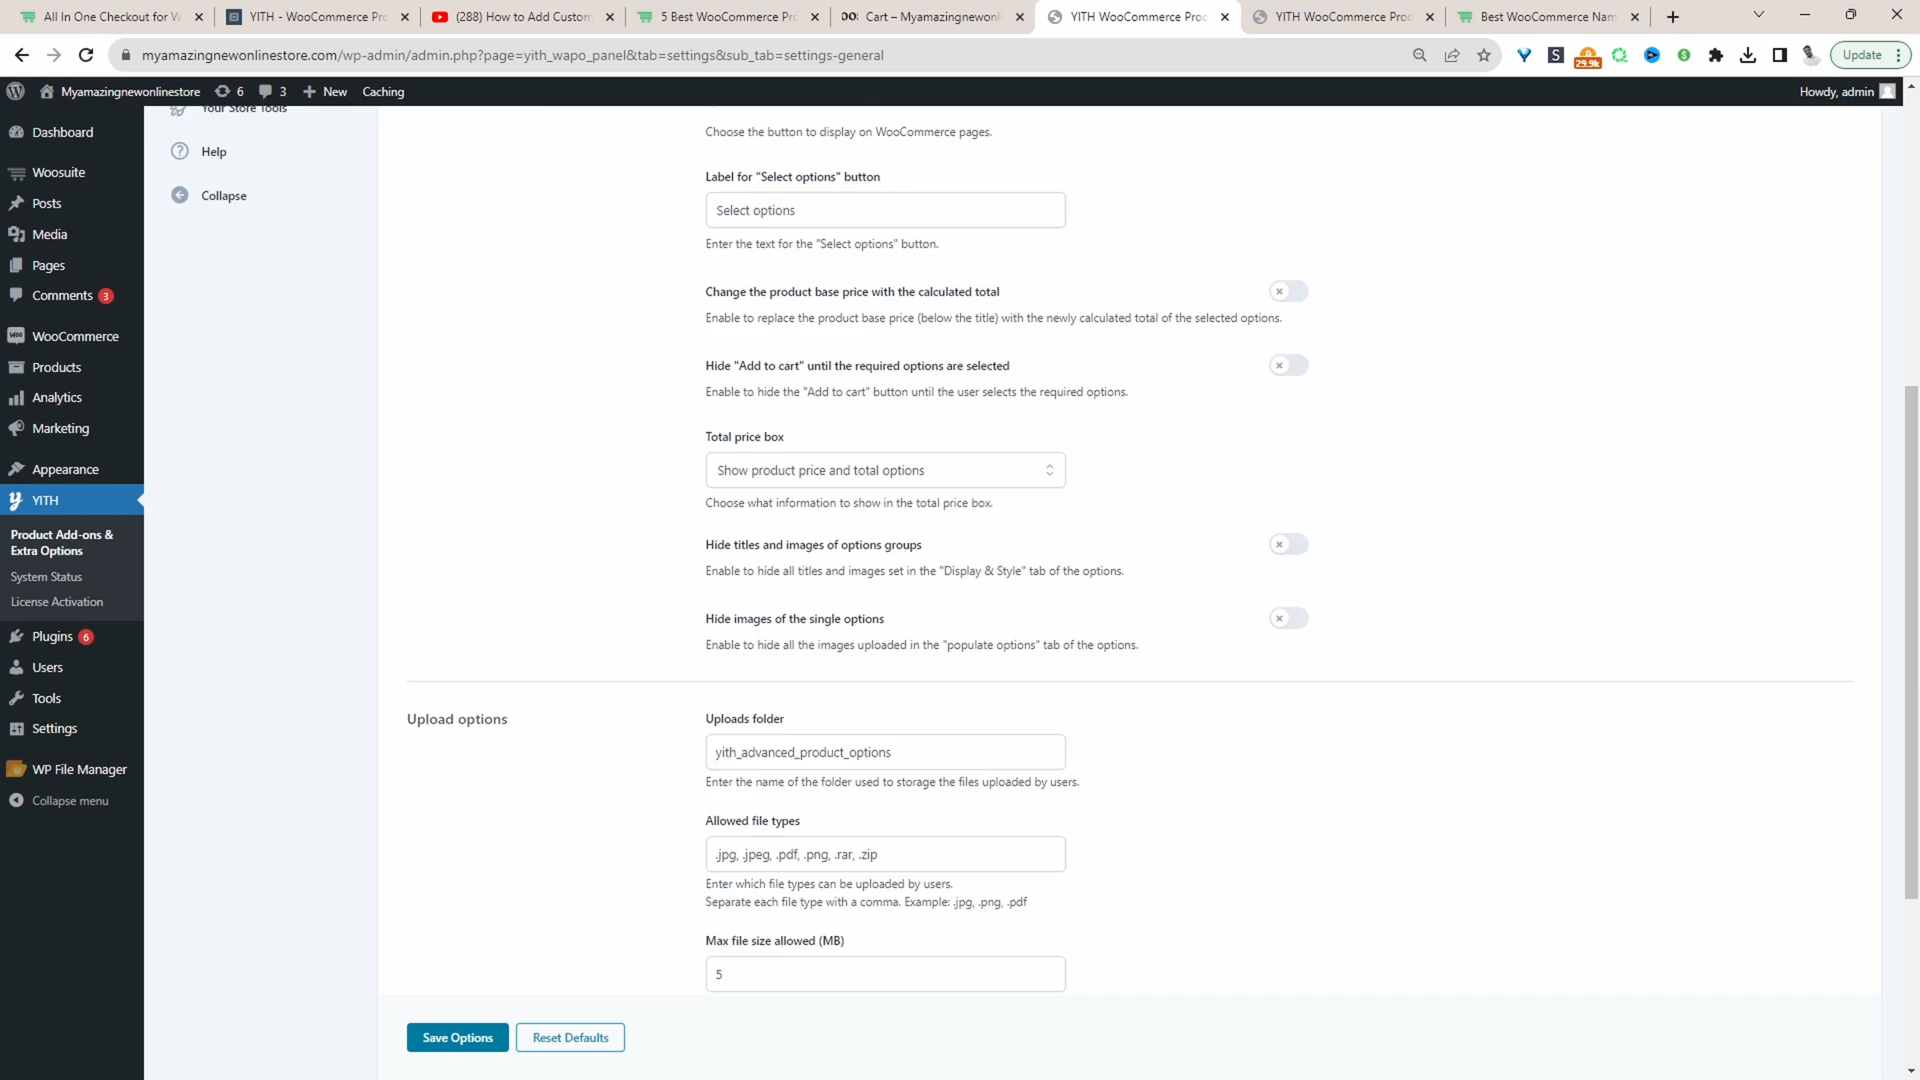 All In One Checkout for W
YITH - WooCommerce Pro
(288) How to Add Custom
5 Best WooCommerce Pro
Cart – Myamazingnewonl
YITH WooCommerce Prod
YITH WooCommerce Prod
Best WooCommerce Nam
myamazingnewonlinestore.com/wp-admin/admin.php?page=yith_wapo_panel&tab=settings&sub_tab=settings-general
S
29.9k
Update
Myamazingnewonlinestore
6
3
New
Caching
Howdy, admin
Dashboard
Woosuite
Posts
Media
Pages
Comments 3
WooCommerce
Products
Analytics
Marketing
Appearance
YITH
Product Add-ons &
Extra Options
System Status
License Activation
Plugins 6
Users
Tools
Settings
WP File Manager
Collapse menu
Your Store Tools
Help
Collapse
Choose the button to display on WooCommerce pages.
Label for "Select options" button
Select options
Enter the text for the "Select options" button.
Change the product base price with the calculated total
Enable to replace the product base price (below the title) with the newly calculated total of the selected options.
Hide "Add to cart" until the required options are selected
Enable to hide the "Add to cart" button until the user selects the required options.
Total price box
Show product price and total options
Choose what information to show in the total price box.
Hide titles and images of options groups
Enable to hide all titles and images set in the "Display & Style" tab of the options.
Hide images of the single options
Enable to hide all the images uploaded in the "populate options" tab of the options.
Upload options
Uploads folder
yith_advanced_product_options
Enter the name of the folder used to storage the files uploaded by users.
Allowed file types
.jpg, .jpeg, .pdf, .png, .rar, .zip
Enter which file types can be uploaded by users.
Separate each file type with a comma. Example: .jpg, .png, .pdf
Max file size allowed (MB)
5
Save Options
Reset Defaults